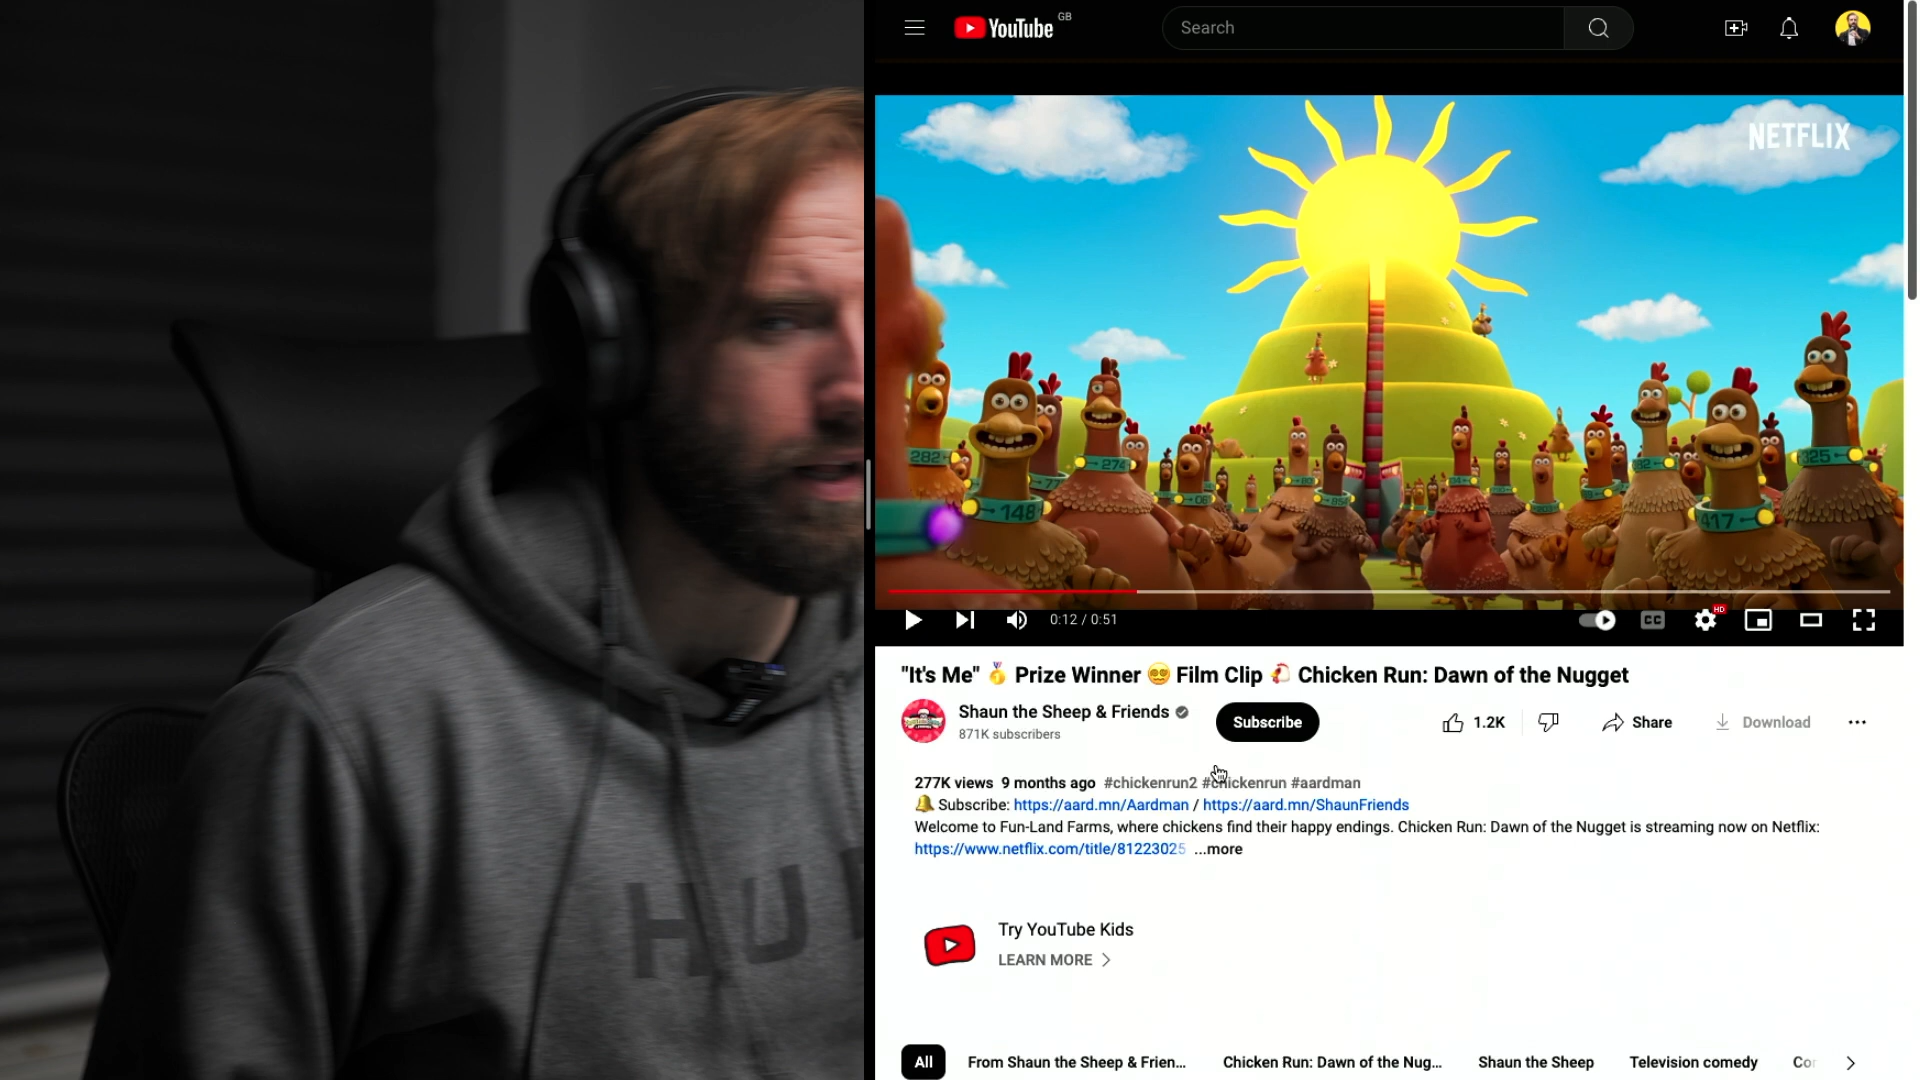 YouTube GB
Search
NETFLIX
282
274
77
148
417
325
HD
CC
0:12 / 0:51
"It's Me" 🥇 Prize Winner 😵‍💫 Film Clip 🐔 Chicken Run: Dawn of the Nugget
Shaun the Sheep & Friends
871K subscribers
Subscribe
1.2K
Share
Download
277K views 9 months ago #chickenrun2 #chickenrun #aardman
🔔 Subscribe: https://aard.mn/Aardman / https://aard.mn/ShaunFriends
Welcome to Fun-Land Farms, where chickens find their happy endings. Chicken Run: Dawn of the Nugget is streaming now on Netflix:
https://www.netflix.com/title/81223025 ...more
Try YouTube Kids
LEARN MORE
All
From Shaun the Sheep & Frien...
Chicken Run: Dawn of the Nug...
Shaun the Sheep
Television comedy
HU